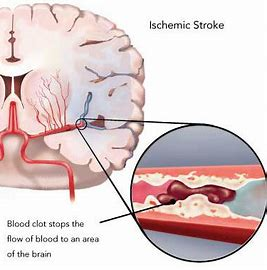 Ischemic Stroke
Blood clot stops the
flow of blood to an area
of the brain